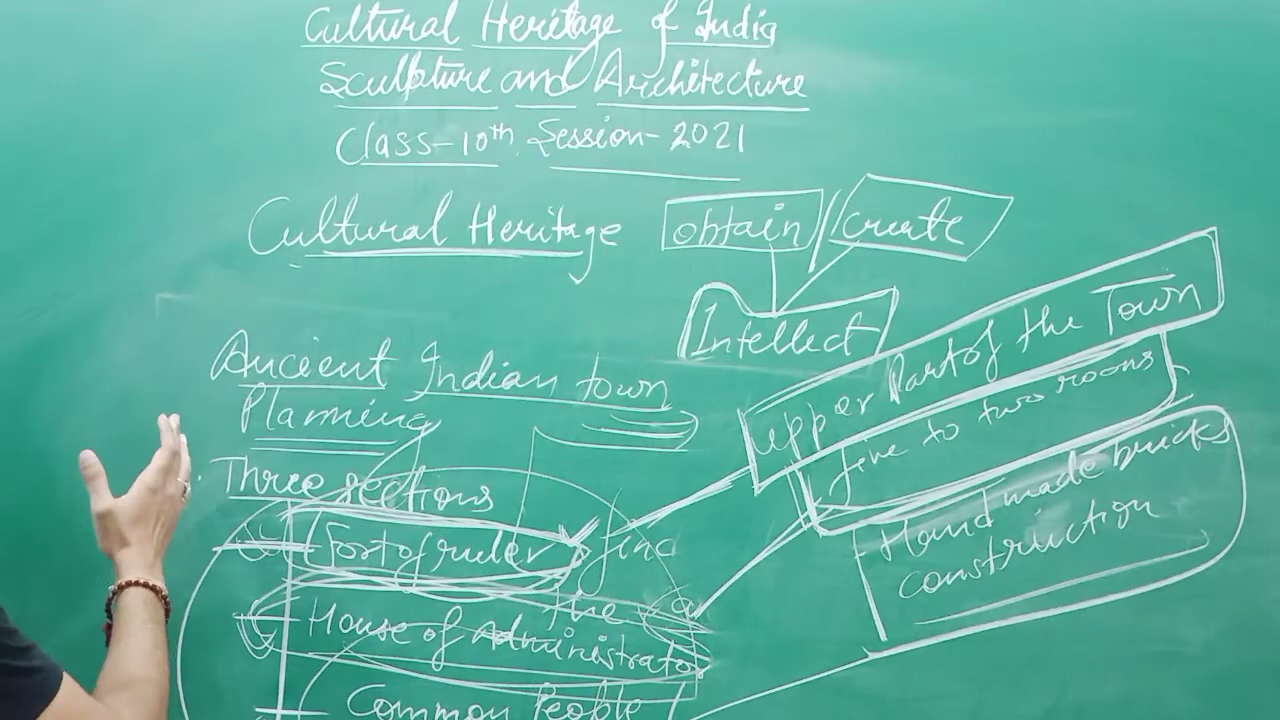 Cultural Heritage of India
Sculpture and Architecture
Class-10th Session-2021
Cultural Heritage obtain / create
Intellect
Ancient Indian town
Planning
Three sections
Fort of ruler
House of Administrator
Common People
upper Part of the Town
five to two rooms
Hand made bricks
construction